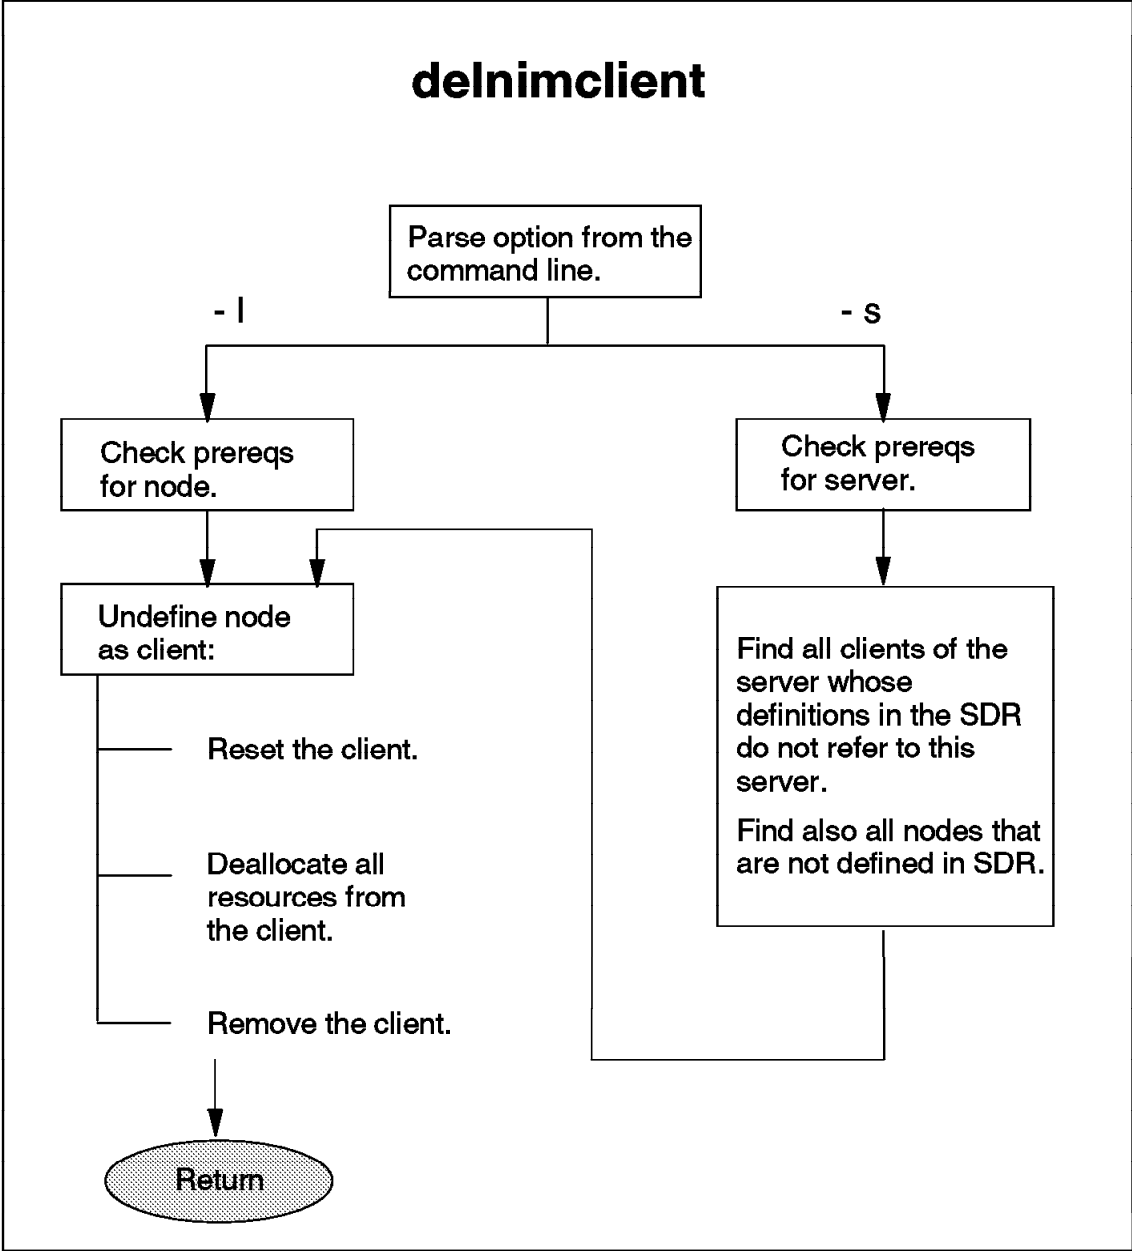 delnimclient
Parse option from the
command line.
- l
- s
Check prereqs
for node.
Check prereqs
for server.
Undefine node
as client:
Find all clients of the
server whose
definitions in the SDR
do not refer to this
server.
Find also all nodes that
are not defined in SDR.
Reset the client.
Deallocate all
resources from
the client.
Remove the client.
Return